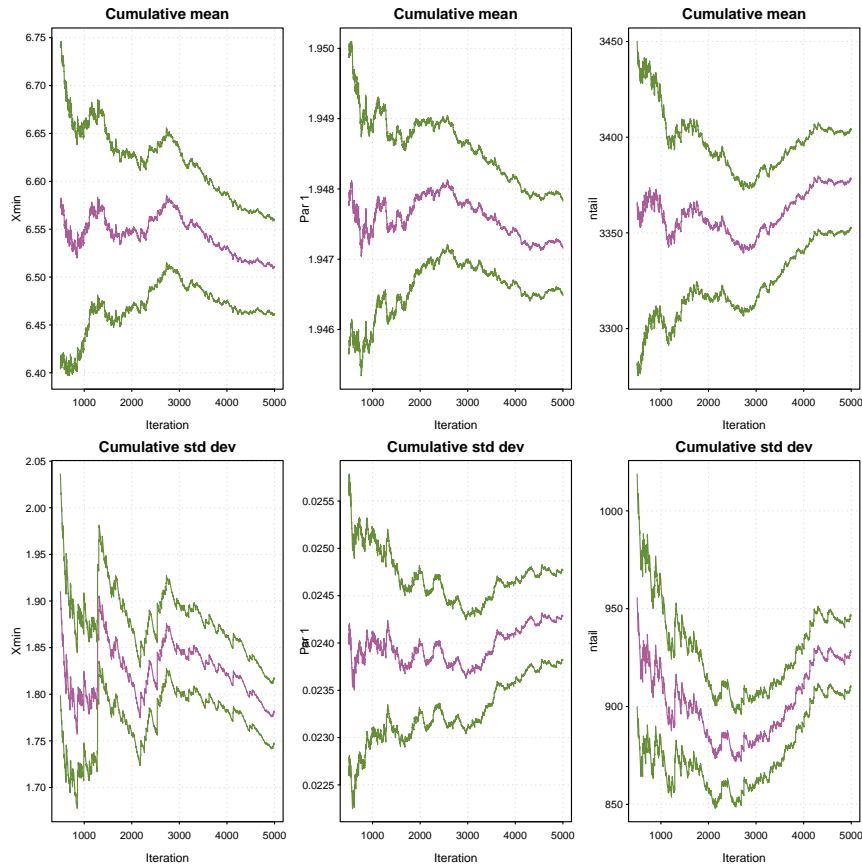 Cumulative mean
6.75
6.70
6.65
6.60
6.55
6.50
6.45
6.40
Xmin
1000 2000 3000 4000 5000
Iteration
Cumulative mean
1.950
1.949
1.948
1.947
1.946
Par 1
1000 2000 3000 4000 5000
Iteration
Cumulative mean
3450
3400
3350
3300
ntail
1000 2000 3000 4000 5000
Iteration
Cumulative std dev
2.05
2.00
1.95
1.90
1.85
1.80
1.75
1.70
Xmin
1000 2000 3000 4000 5000
Iteration
Cumulative std dev
0.0255
0.0250
0.0245
0.0240
0.0235
0.0230
0.0225
Par 1
1000 2000 3000 4000 5000
Iteration
Cumulative std dev
1000
950
900
850
ntail
1000 2000 3000 4000 5000
Iteration